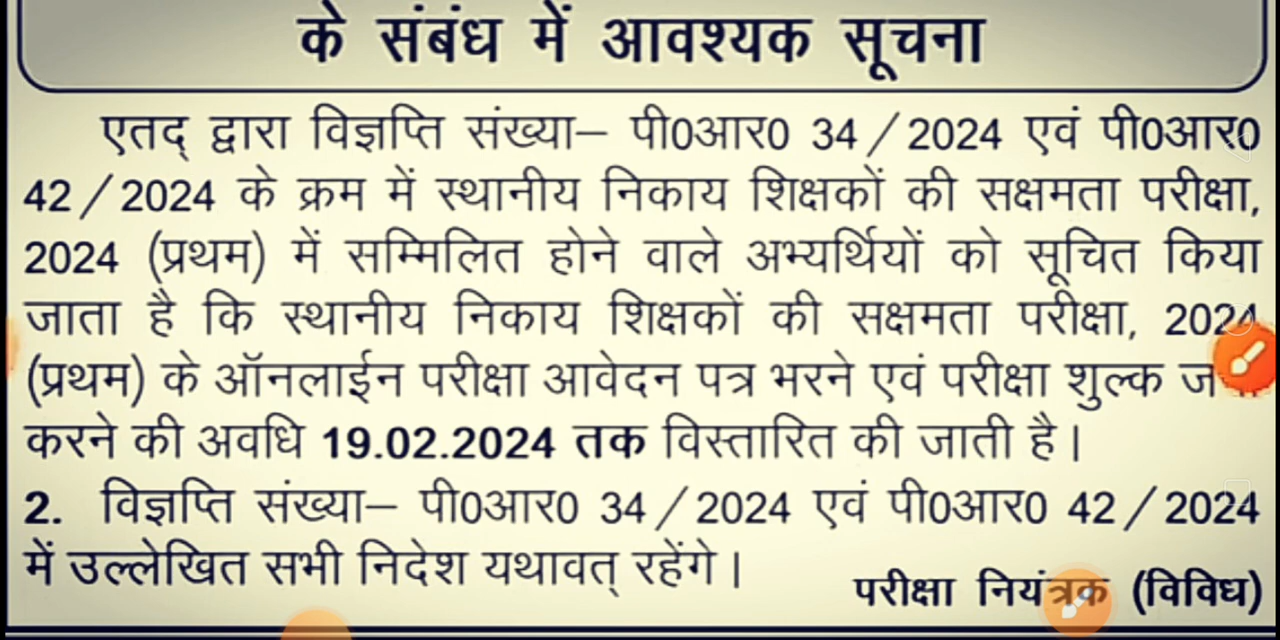 के संबंध में आवश्यक सूचना
एतद् द्वारा विज्ञप्ति संख्या– पी0आर0 34/2024 एवं पी0आर0
42/2024 के क्रम में स्थानीय निकाय शिक्षकों की सक्षमता परीक्षा,
2024 (प्रथम) में सम्मिलित होने वाले अभ्यर्थियों को सूचित किया
जाता है कि स्थानीय निकाय शिक्षकों की सक्षमता परीक्षा, 2024
(प्रथम) के ऑनलाईन परीक्षा आवेदन पत्र भरने एवं परीक्षा शुल्क
करने की अवधि 19.02.2024 तक विस्तारित की जाती है।
2. विज्ञप्ति संख्या– पी0आर0 34/2024 एवं पी0आर0 42/2024
में उल्लेखित सभी निदेश यथावत् रहेंगे।
परीक्षा नियंत्रक (विविध)